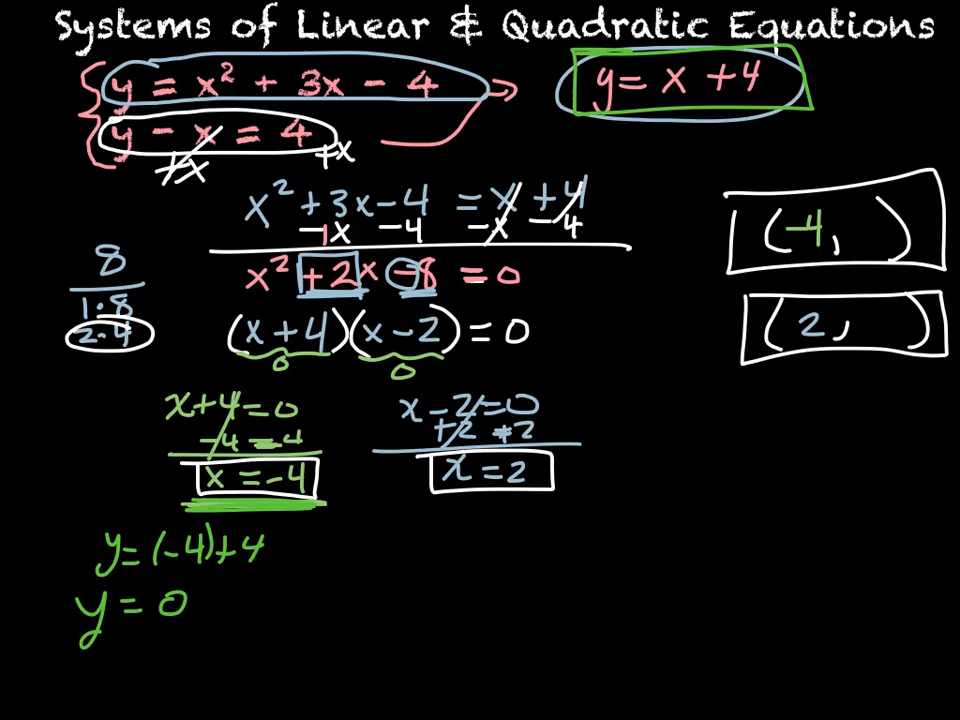 Systems of Linear & Quadratic Equations
y = x² + 3x - 4
y = x + 4
y - x = 4
+x +x
x² + 3x - 4 = x + 4
-1x -4 -x -4
x² + 2x - 8 = 0
8
1·8
2·4
(x + 4)(x - 2) = 0
0 0
x + 4 = 0
-4 = -4
x = -4
x - 2 = 0
+2 +2
x = 2
y = (-4) + 4
y = 0
(-4, )
(2, )